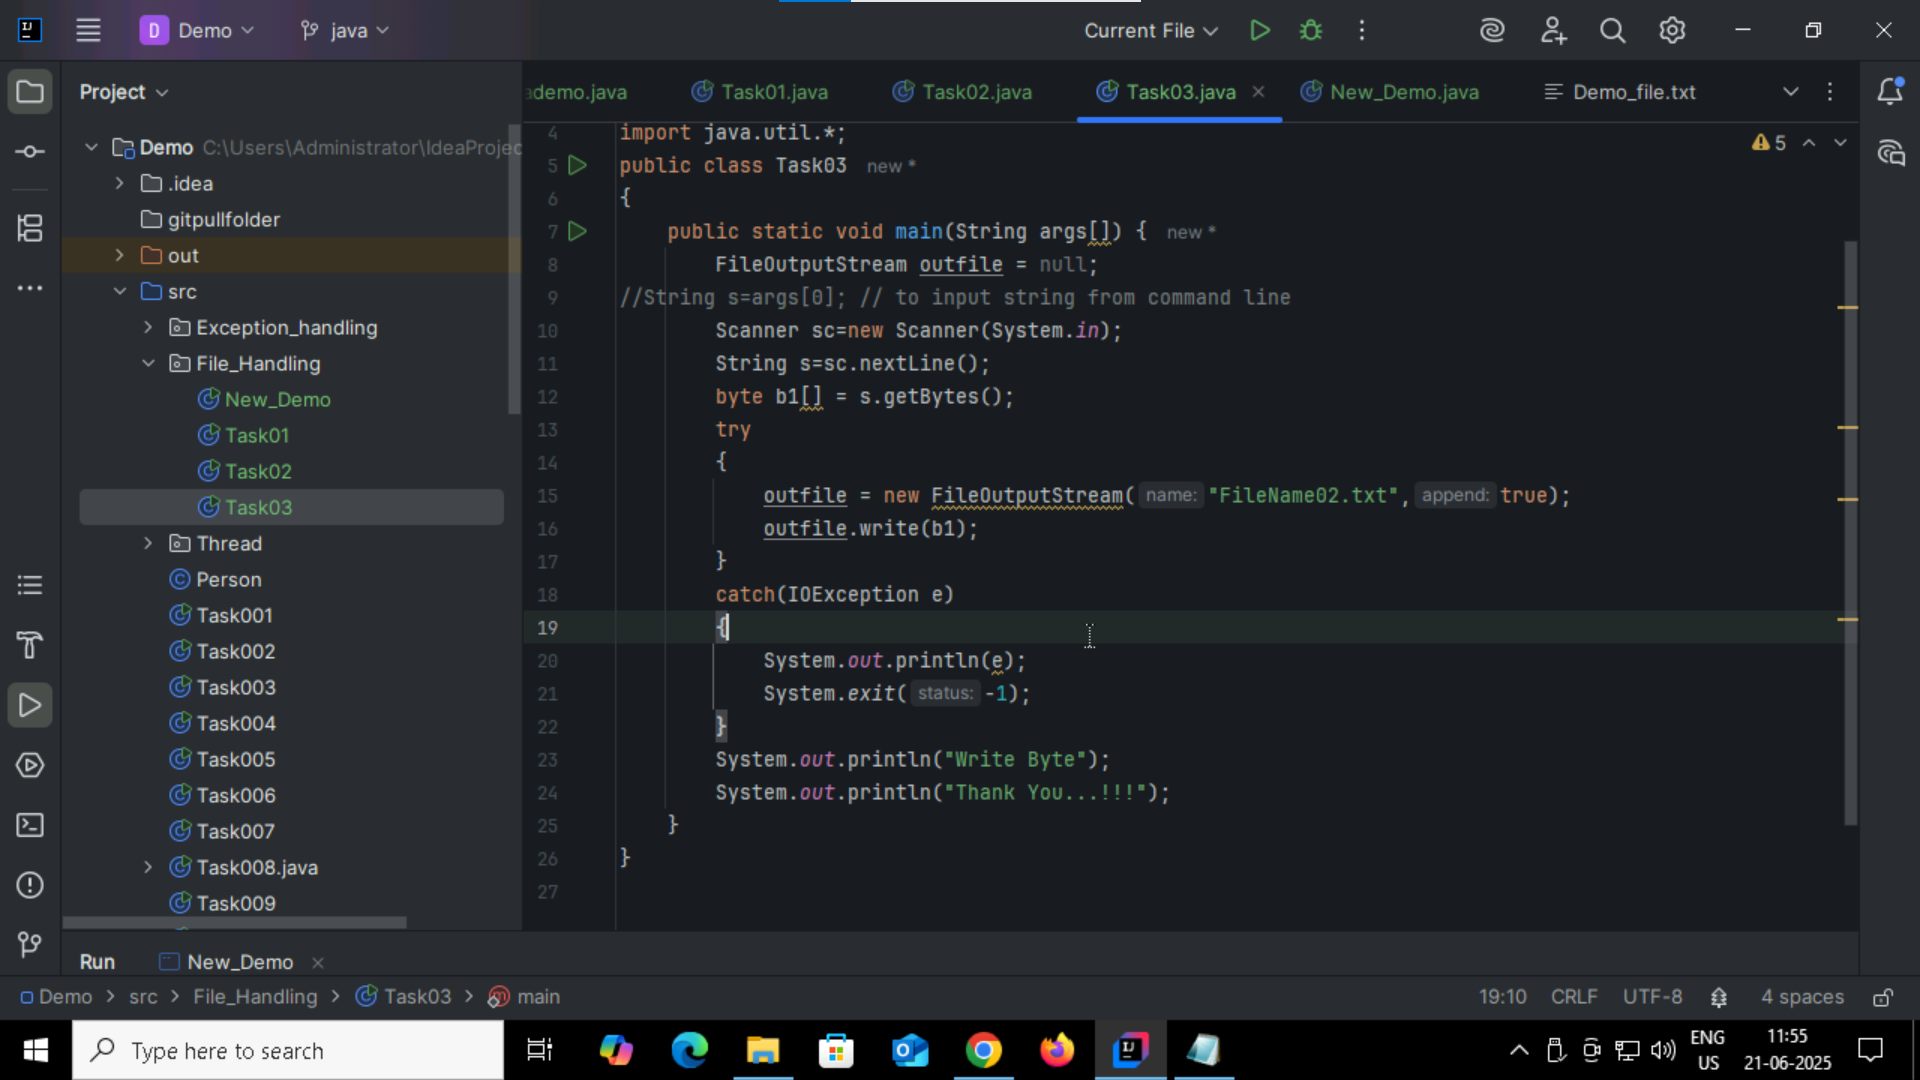 D Demo java Current File
Project
ademo.java Task01.java Task02.java Task03.java New_Demo.java Demo_file.txt
Demo C:\Users\Administrator\IdeaProjec
.idea
gitpullfolder
out
src
Exception_handling
File_Handling
New_Demo
Task01
Task02
Task03
Thread
Person
Task001
Task002
Task003
Task004
Task005
Task006
Task007
Task008.java
Task009
5
4 import java.util.*;
5 public class Task03 new *
6 {
7 public static void main(String args[]) { new *
8 FileOutputStream outfile = null;
9 //String s=args[0]; // to input string from command line
10 Scanner sc=new Scanner(System.in);
11 String s=sc.nextLine();
12 byte b1[] = s.getBytes();
13 try
14 {
15 outfile = new FileOutputStream( name: "FileName02.txt", append: true);
16 outfile.write(b1);
17 }
18 catch(IOException e)
19 {
20 System.out.println(e);
21 System.exit( status: -1);
22 }
23 System.out.println("Write Byte");
24 System.out.println("Thank You...!!!");
25 }
26 }
27
Run New_Demo
Demo > src > File_Handling > Task03 > main 19:10 CRLF UTF-8 4 spaces
Type here to search
ENG
US
11:55
21-06-2025